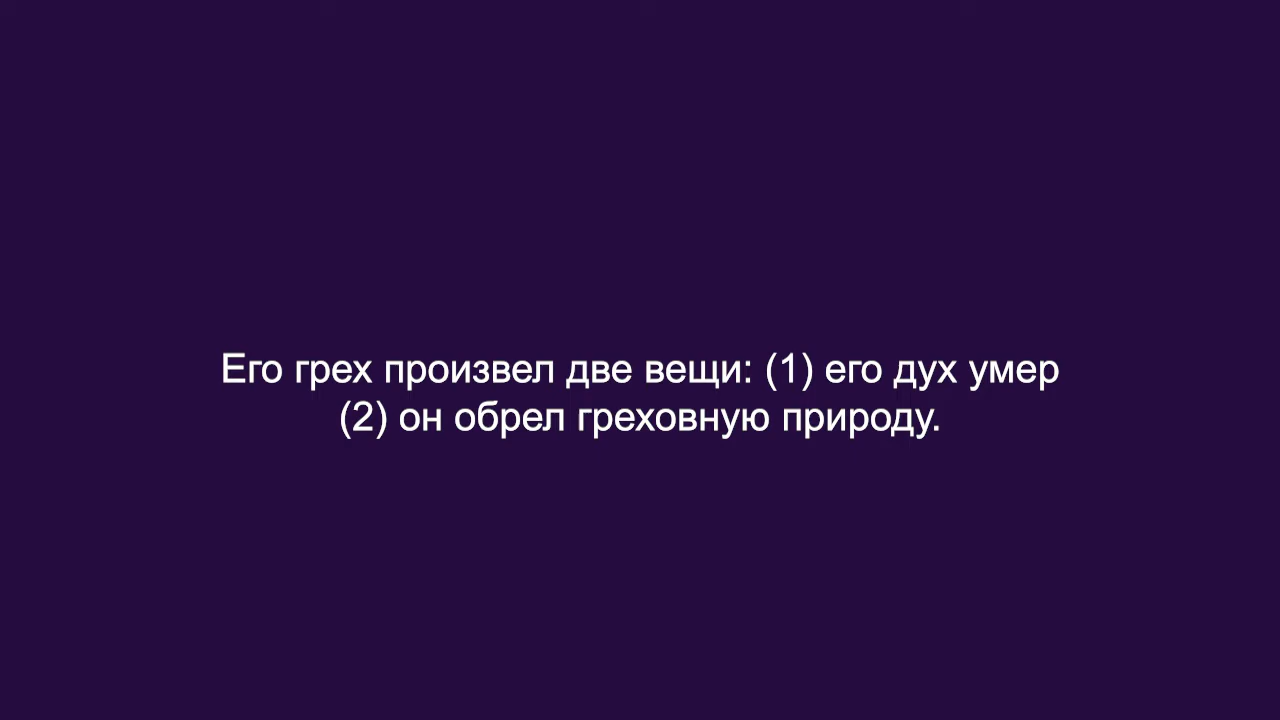 Его грех произвел две вещи: (1) его дух умер
(2) он обрел греховную природу.